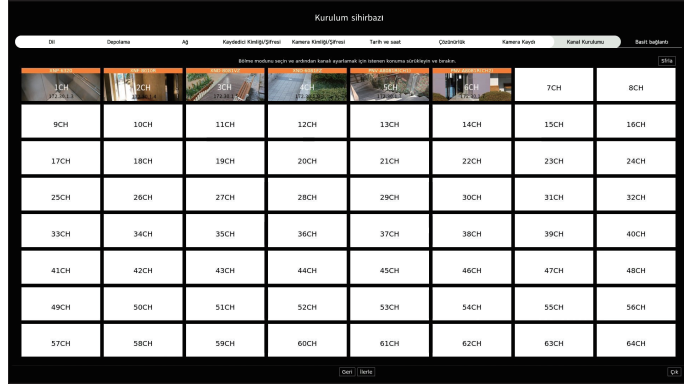 Kurulum sihirbazı
Dil Depolama Ağ Kaydedici Kimliği/Şifresi Kamera Kimliği/Şifresi Tarih ve saat Çözünürlük Kamera Kaydı Kanal Kurulumu Basit bağlantı
Bölme modunu seçin ve ardından kanalı ayarlamak için istenen konuma sürükleyin ve bırakın.
Sfrla
1CH 2CH 3CH 4CH 5CH 6CH 7CH 8CH
9CH 10CH 11CH 12CH 13CH 14CH 15CH 16CH
17CH 18CH 19CH 20CH 21CH 22CH 23CH 24CH
25CH 26CH 27CH 28CH 29CH 30CH 31CH 32CH
33CH 34CH 35CH 36CH 37CH 38CH 39CH 40CH
41CH 42CH 43CH 44CH 45CH 46CH 47CH 48CH
49CH 50CH 51CH 52CH 53CH 54CH 55CH 56CH
57CH 58CH 59CH 60CH 61CH 62CH 63CH 64CH
Geri İlerle
Çık